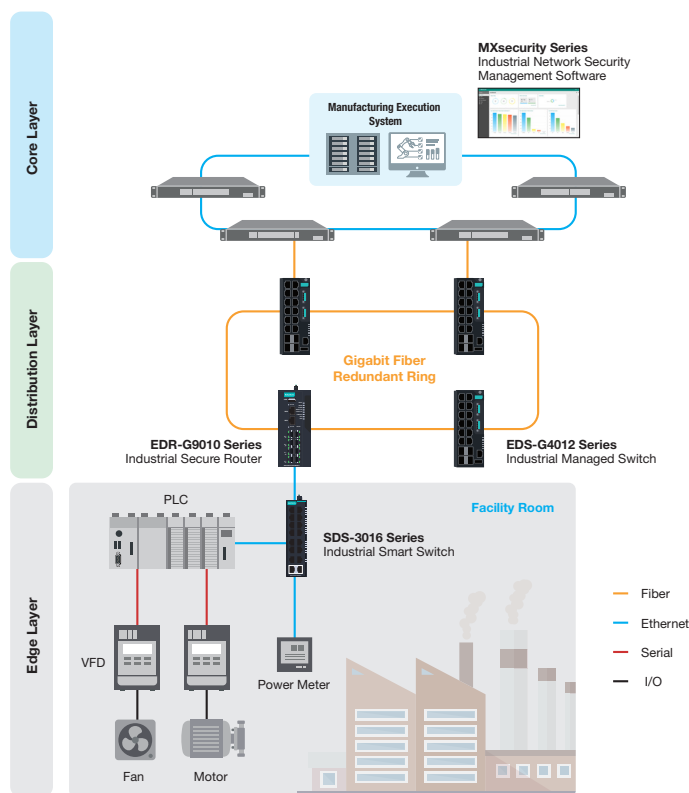 Core Layer
MXsecurity Series
Industrial Network Security
Management Software
Manufacturing Execution
System
Distribution Layer
Gigabit Fiber
Redundant Ring
EDR-G9010 Series
Industrial Secure Router
EDS-G4012 Series
Industrial Managed Switch
Edge Layer
PLC
Facility Room
SDS-3016 Series
Industrial Smart Switch
VFD
Power Meter
Fan
Motor
Fiber
Ethernet
Serial
I/O